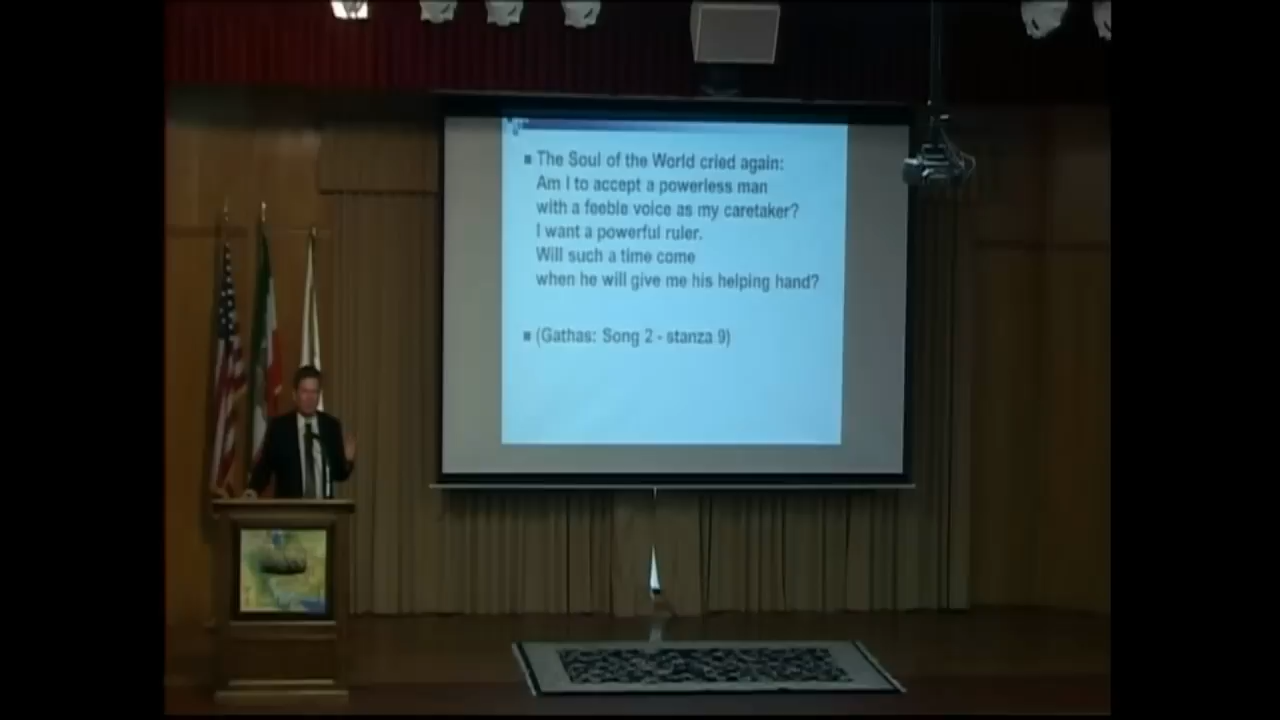 ▪ The Soul of the World cried again:
Am I to accept a powerless man
with a feeble voice as my caretaker?
I want a powerful ruler.
Will such a time come
when he will give me his helping hand?
▪ (Gathas: Song 2 - stanza 9)